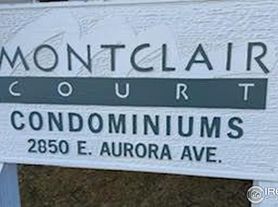 MONTCLAIR
COURT
CONDOMINIUMS
2850 E. AURORA AVE.